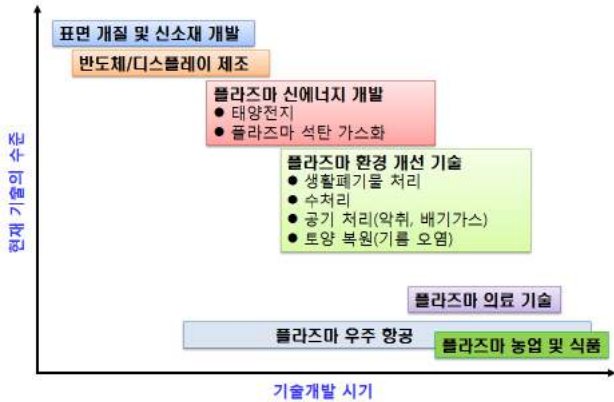 표면 개질 및 신소재 개발
반도체/디스플레이 제조
플라즈마 신에너지 개발
● 태양전지
● 플라즈마 석탄 가스화
플라즈마 환경 개선 기술
● 생활폐기물 처리
● 수처리
● 공기 처리(악취, 배기가스)
● 토양 복원(기름 오염)
플라즈마 의료 기술
플라즈마 우주 항공
플라즈마 농업 및 식품
현재 기술의 수준
기술개발 시기